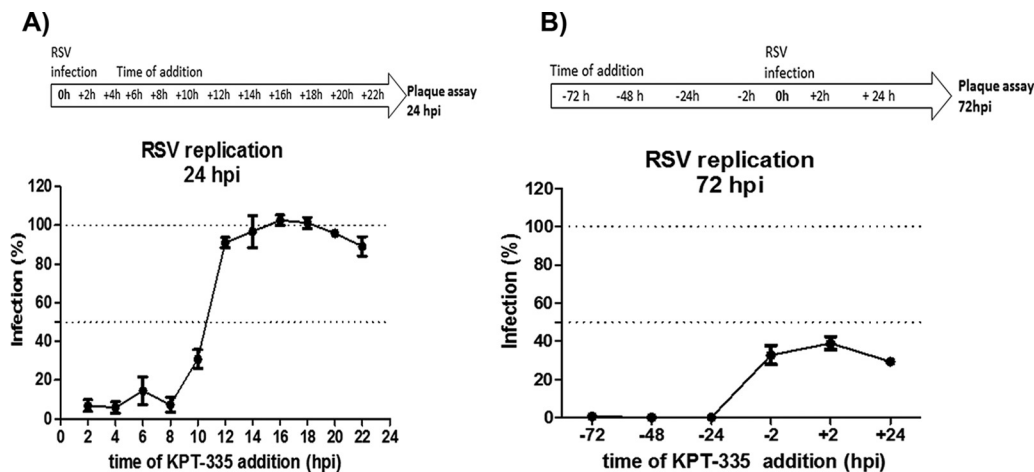 A)
RSV
infection
Time of addition
0h +2h +4h +6h +8h +10h +12h +14h +16h +18h +20h +22h
Plaque assay
24 hpi
RSV replication
24 hpi
Infection (%)
120
100
80
60
40
20
0
0 2 4 6 8 10 12 14 16 18 20 22 24
time of KPT-335 addition (hpi)
B)
RSV
infection
Time of addition
-72 h -48 h -24h -2h 0h +2h + 24 h
Plaque assay
72hpi
RSV replication
72 hpi
Infection (%)
120
100
80
60
40
20
0
-72 -48 -24 -2 +2 +24
time of KPT-335 addition (hpi)